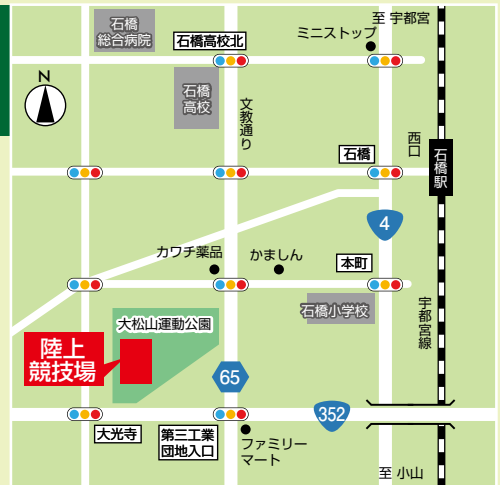 至 宇都宮
石橋
総合病院
石橋高校北
ミニストップ
N
石橋
高校
文教通り
石橋
西口
石橋駅
4
カワチ薬品
かましん
本町
大松山運動公園
石橋小学校
宇都宮線
陸上
競技場
65
352
大光寺
第三工業
団地入口
ファミリー
マート
至 小山